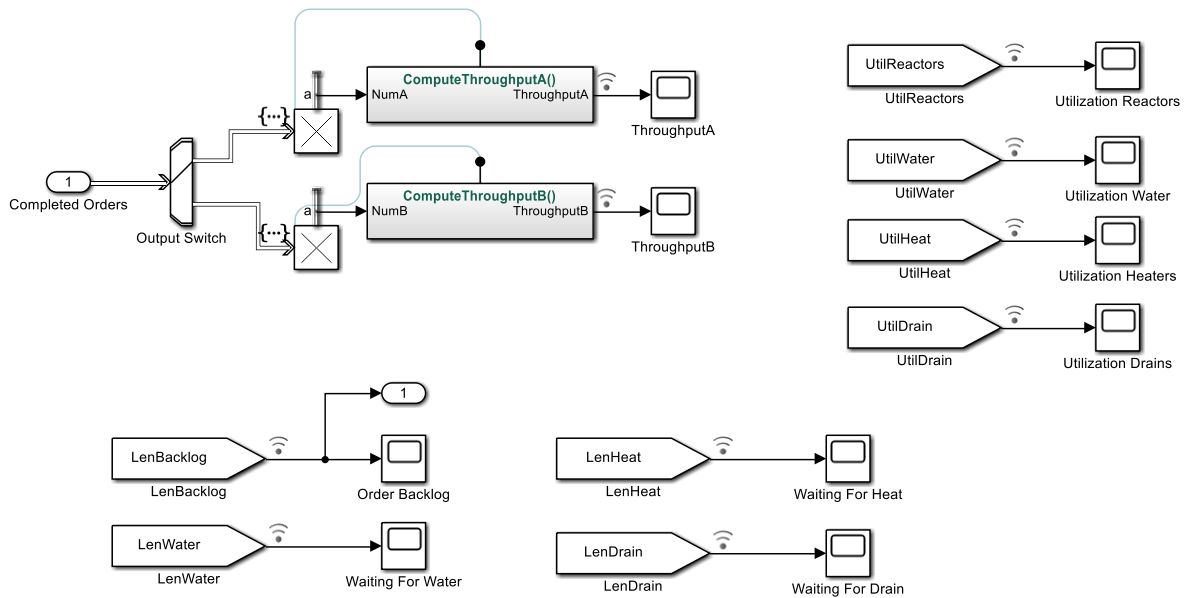 ComputeThroughputA()
a
NumA
ThroughputA
{...}
ThroughputA
1
Completed Orders
Output Switch
ComputeThroughputB()
a
NumB
ThroughputB
{...}
ThroughputB
UtilReactors
UtilReactors
Utilization Reactors
UtilWater
UtilWater
Utilization Water
UtilHeat
UtilHeat
Utilization Heaters
UtilDrain
UtilDrain
Utilization Drains
1
LenBacklog
LenBacklog
Order Backlog
LenHeat
LenHeat
Waiting For Heat
LenWater
LenWater
Waiting For Water
LenDrain
LenDrain
Waiting For Drain